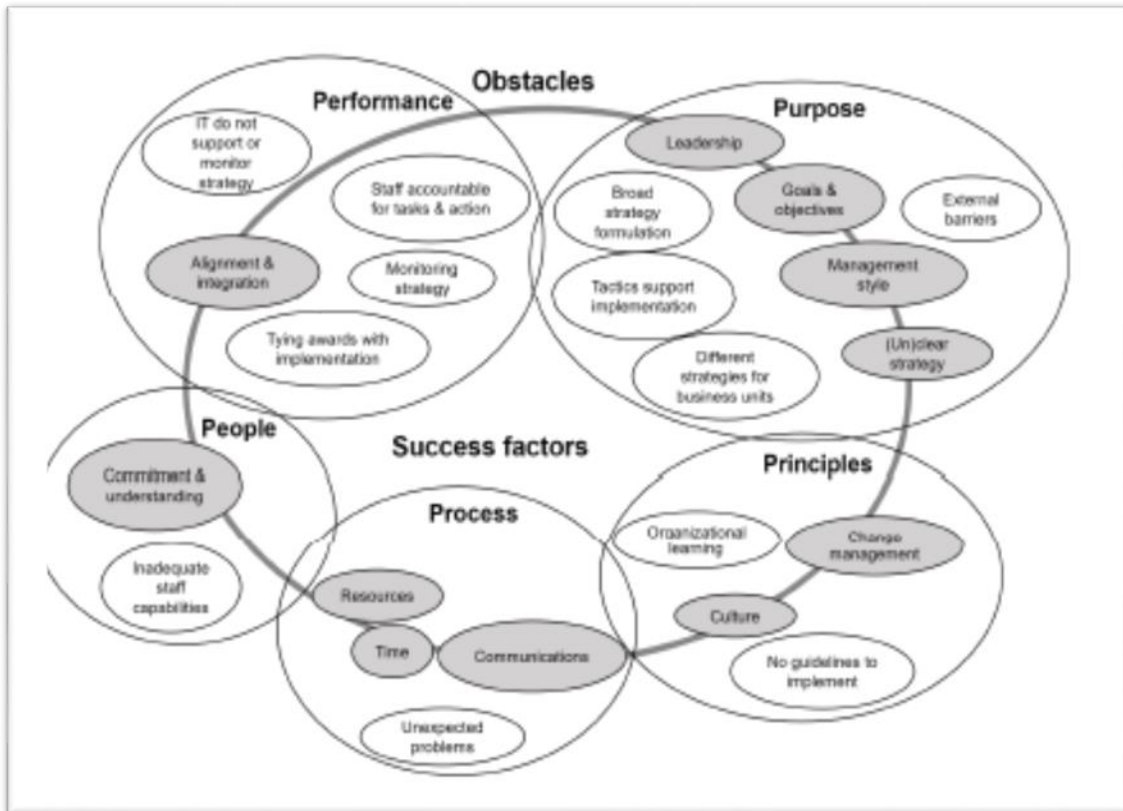 Obstacles
Performance
IT do not
support or
monitor
strategy
Staff accountable
for tasks & action
Alignment &
integration
Monitoring
strategy
Tying awards with
implementation
Purpose
Leadership
Goals &
objectives
External
barriers
Broad
strategy
formulation
Management
style
Tactics support
implementation
(Un)clear
strategy
Different
strategies for
business units
People
Commitment &
understanding
Inadequate
staff
capabilities
Success factors
Process
Resources
Time
Communications
Unexpected
problems
Principles
Organizational
learning
Change
management
Culture
No guidelines to
implement